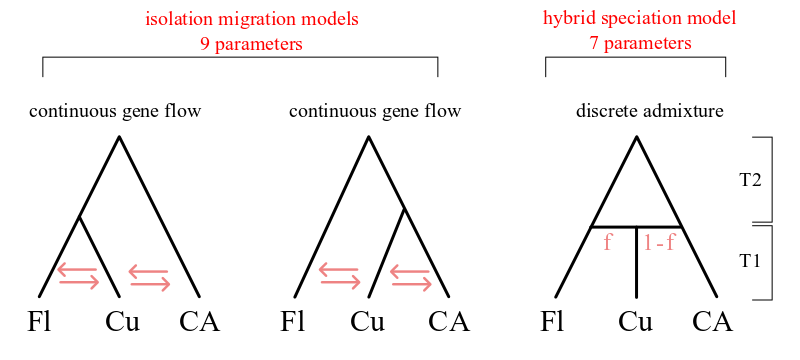 isolation migration models
9 parameters
hybrid speciation model
7 parameters
continuous gene flow
continuous gene flow
discrete admixture
T2
f
1-f
T1
Fl
Cu
CA
Fl
Cu
CA
Fl
Cu
CA